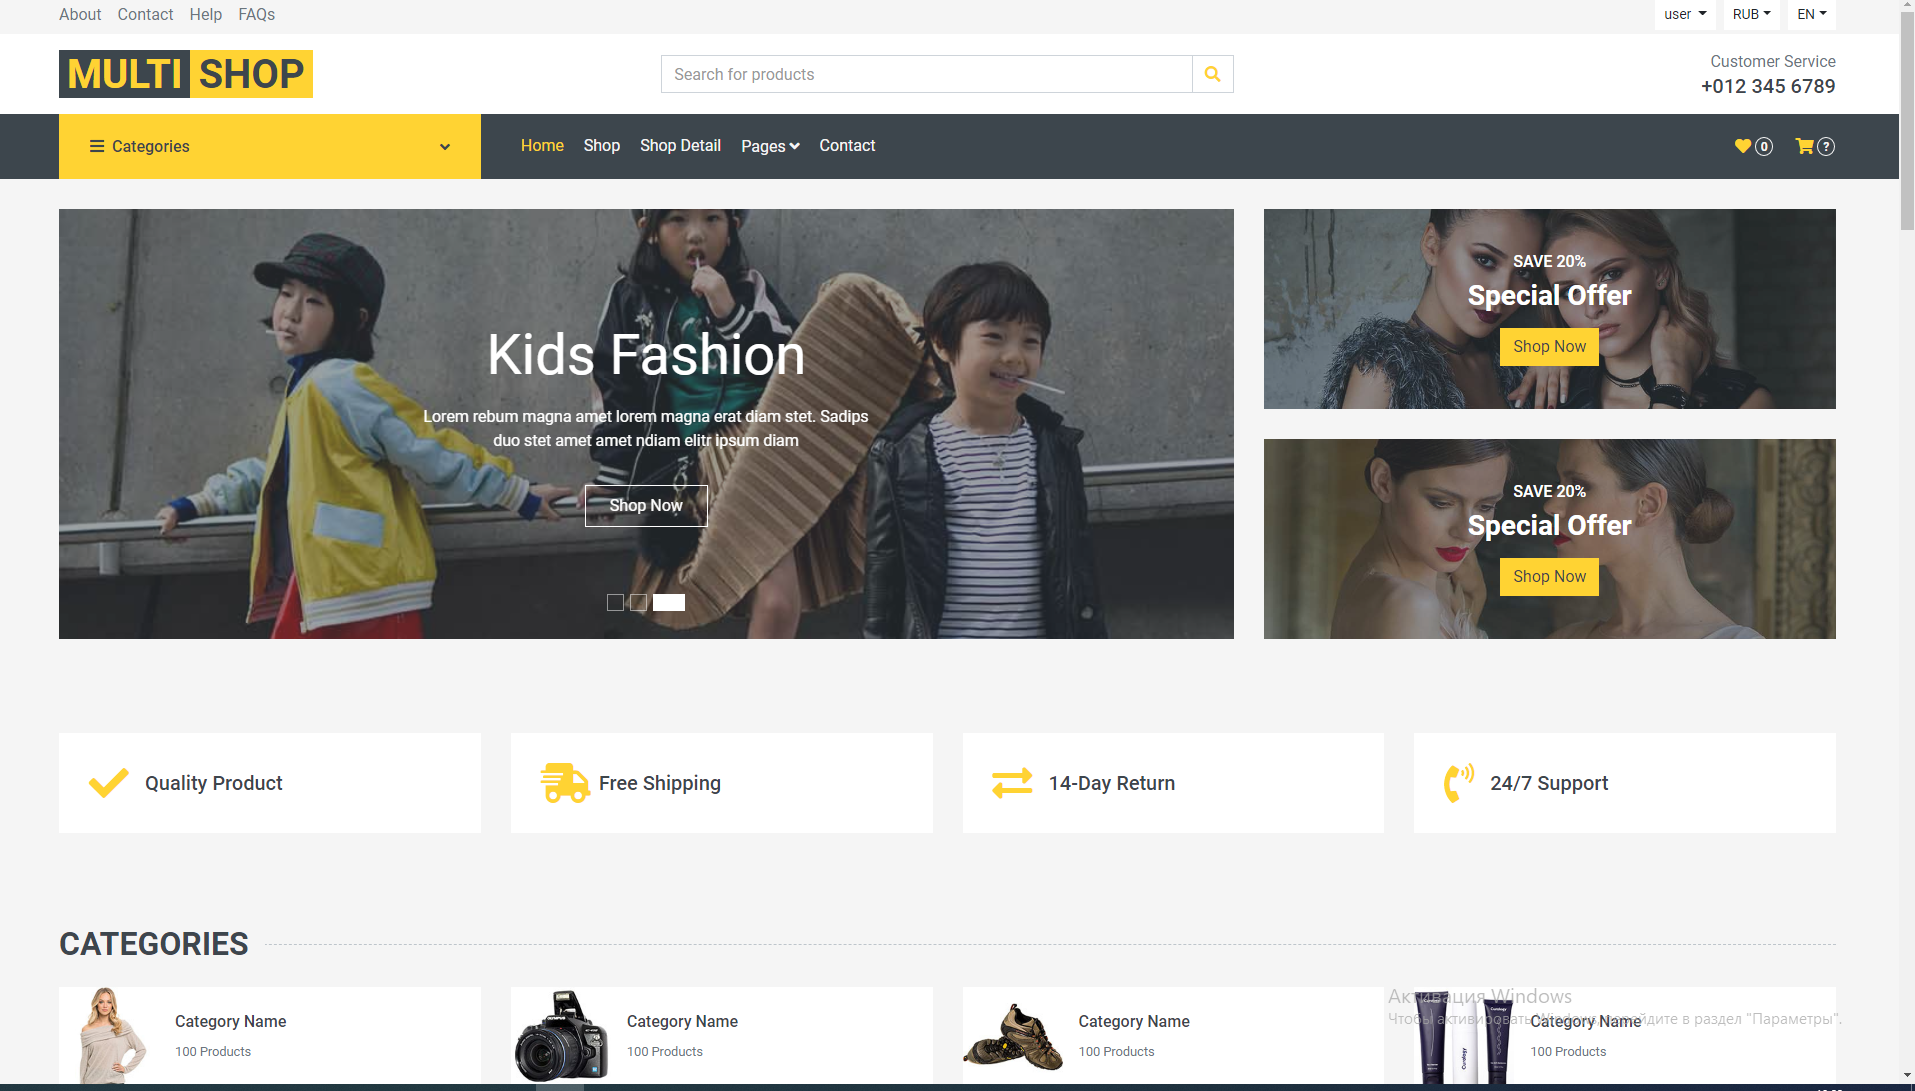 About Contact Help FAQs
user RUB EN
MULTI SHOP
Search for products
Customer Service
+012 345 6789
Categories
Home Shop Shop Detail Pages Contact
0 ?
Kids Fashion
Lorem rebum magna amet lorem magna erat diam stet. Sadips
duo stet amet amet ndiam elitr ipsum diam
Shop Now
SAVE 20%
Special Offer
Shop Now
SAVE 20%
Special Offer
Shop Now
Quality Product
Free Shipping
14-Day Return
24/7 Support
CATEGORIES
Category Name
100 Products
OLYMPUS
Category Name
100 Products
Category Name
100 Products
Curology
Curology
Curology
Category Name
100 Products
Активация Windows
Чтобы активировать Windows, перейдите в раздел "Параметры".